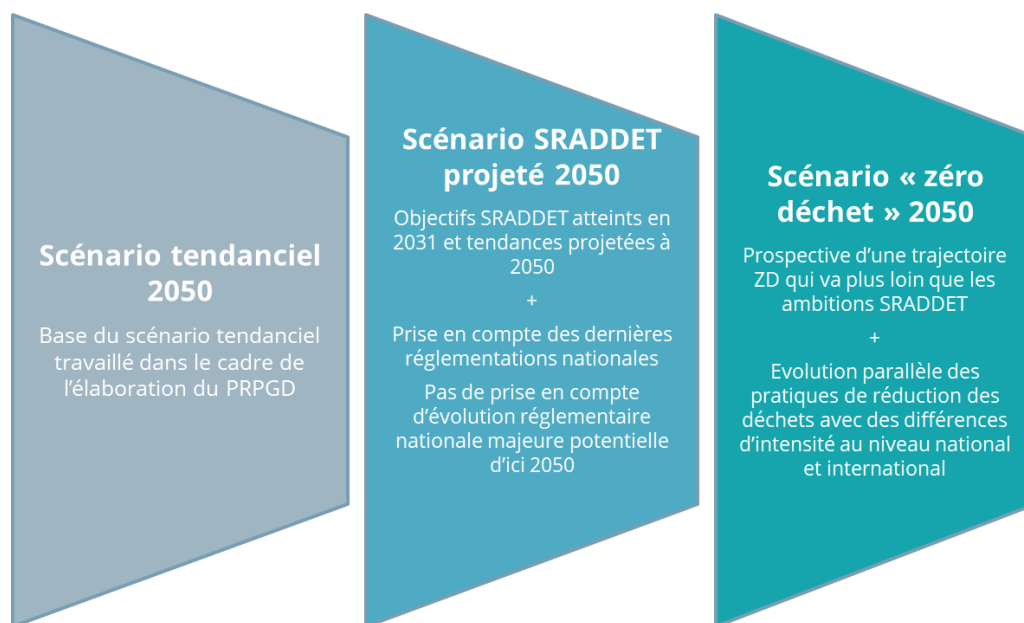 Scénario tendanciel
2050
Base du scénario tendanciel
travaillé dans le cadre de
l'élaboration du PRPGD
Scénario SRADDET
projeté 2050
Objectifs SRADDET atteints en
2031 et tendances projetées à
2050
+
Prise en compte des dernières
réglementations nationales
Pas de prise en compte
d'évolution réglementaire
nationale majeure potentielle
d'ici 2050
Scénario « zéro
déchet » 2050
Prospective d'une trajectoire
ZD qui va plus loin que les
ambitions SRADDET
+
Evolution parallèle des
pratiques de réduction des
déchets avec des différences
d'intensité au niveau national
et international